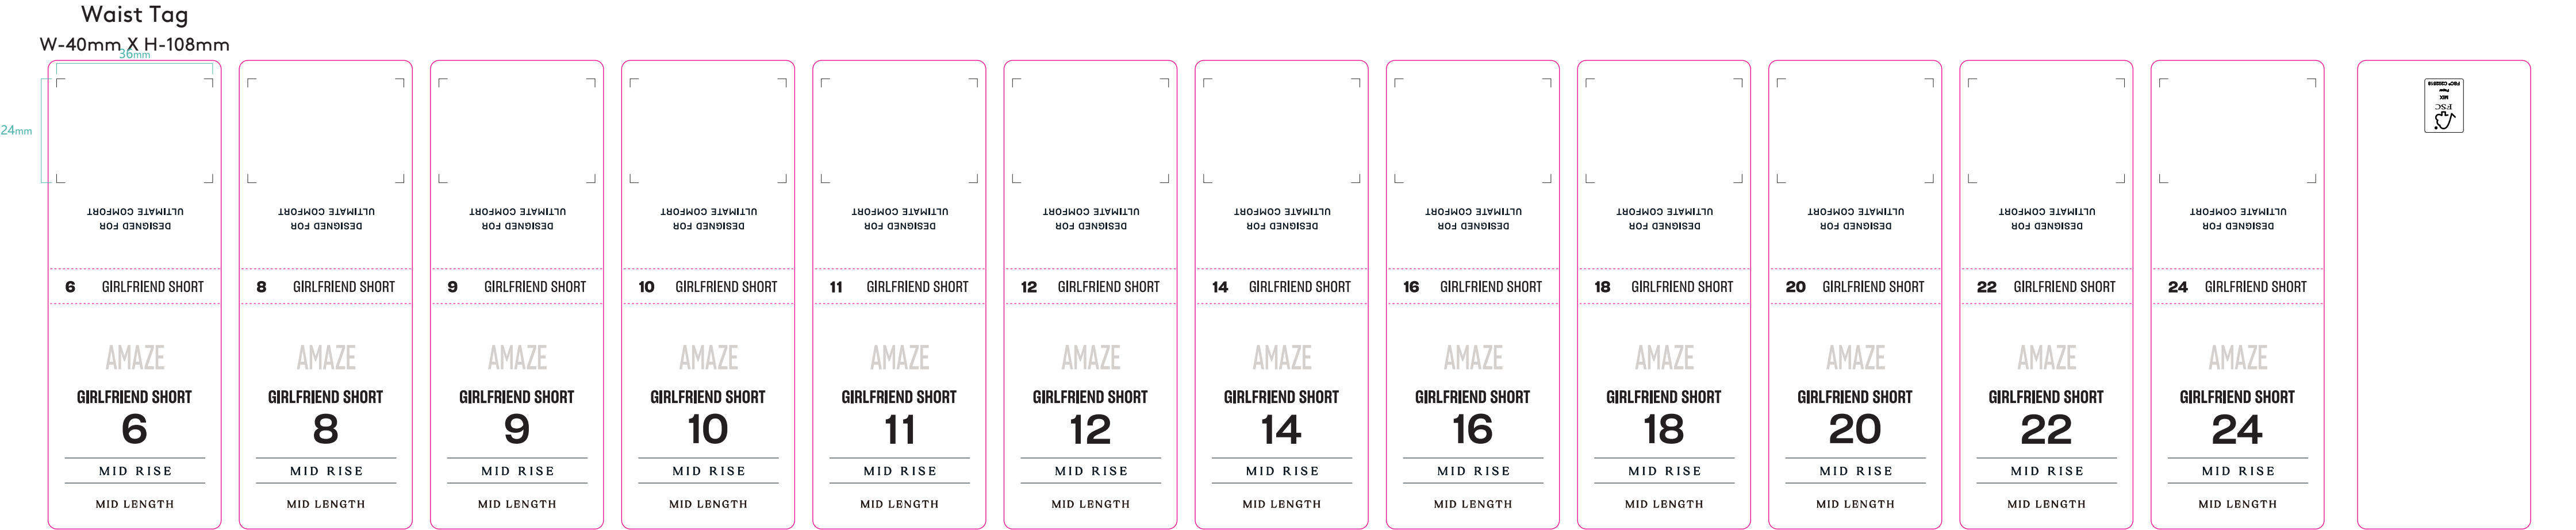 Waist Tag
W-40mm X H-108mm
36mm
24mm
ULTIMATE COMFORT
DESIGNED FOR
6 GIRLFRIEND SHORT
AMAZE
GIRLFRIEND SHORT
6
MID RISE
MID LENGTH
ULTIMATE COMFORT
DESIGNED FOR
8 GIRLFRIEND SHORT
AMAZE
GIRLFRIEND SHORT
8
MID RISE
MID LENGTH
ULTIMATE COMFORT
DESIGNED FOR
9 GIRLFRIEND SHORT
AMAZE
GIRLFRIEND SHORT
9
MID RISE
MID LENGTH
ULTIMATE COMFORT
DESIGNED FOR
10 GIRLFRIEND SHORT
AMAZE
GIRLFRIEND SHORT
10
MID RISE
MID LENGTH
ULTIMATE COMFORT
DESIGNED FOR
11 GIRLFRIEND SHORT
AMAZE
GIRLFRIEND SHORT
11
MID RISE
MID LENGTH
ULTIMATE COMFORT
DESIGNED FOR
12 GIRLFRIEND SHORT
AMAZE
GIRLFRIEND SHORT
12
MID RISE
MID LENGTH
ULTIMATE COMFORT
DESIGNED FOR
14 GIRLFRIEND SHORT
AMAZE
GIRLFRIEND SHORT
14
MID RISE
MID LENGTH
ULTIMATE COMFORT
DESIGNED FOR
16 GIRLFRIEND SHORT
AMAZE
GIRLFRIEND SHORT
16
MID RISE
MID LENGTH
ULTIMATE COMFORT
DESIGNED FOR
18 GIRLFRIEND SHORT
AMAZE
GIRLFRIEND SHORT
18
MID RISE
MID LENGTH
ULTIMATE COMFORT
DESIGNED FOR
20 GIRLFRIEND SHORT
AMAZE
GIRLFRIEND SHORT
20
MID RISE
MID LENGTH
ULTIMATE COMFORT
DESIGNED FOR
22 GIRLFRIEND SHORT
AMAZE
GIRLFRIEND SHORT
22
MID RISE
MID LENGTH
ULTIMATE COMFORT
DESIGNED FOR
24 GIRLFRIEND SHORT
AMAZE
GIRLFRIEND SHORT
24
MID RISE
MID LENGTH
FSC
MIX
Paper